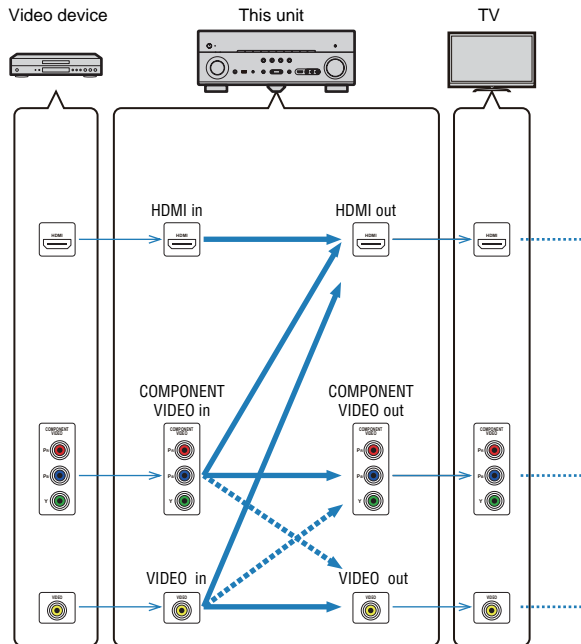 Video device
This unit
TV
HDMI in
HDMI out
HDMI
HDMI
HDMI
HDMI
COMPONENT
VIDEO in
COMPONENT
VIDEO out
COMPONENT
VIDEO
COMPONENT
VIDEO
COMPONENT
VIDEO
COMPONENT
VIDEO
PR
PR
PR
PR
PB
PB
PB
PB
Y
Y
Y
Y
VIDEO in
VIDEO out
VIDEO
VIDEO
VIDEO
VIDEO